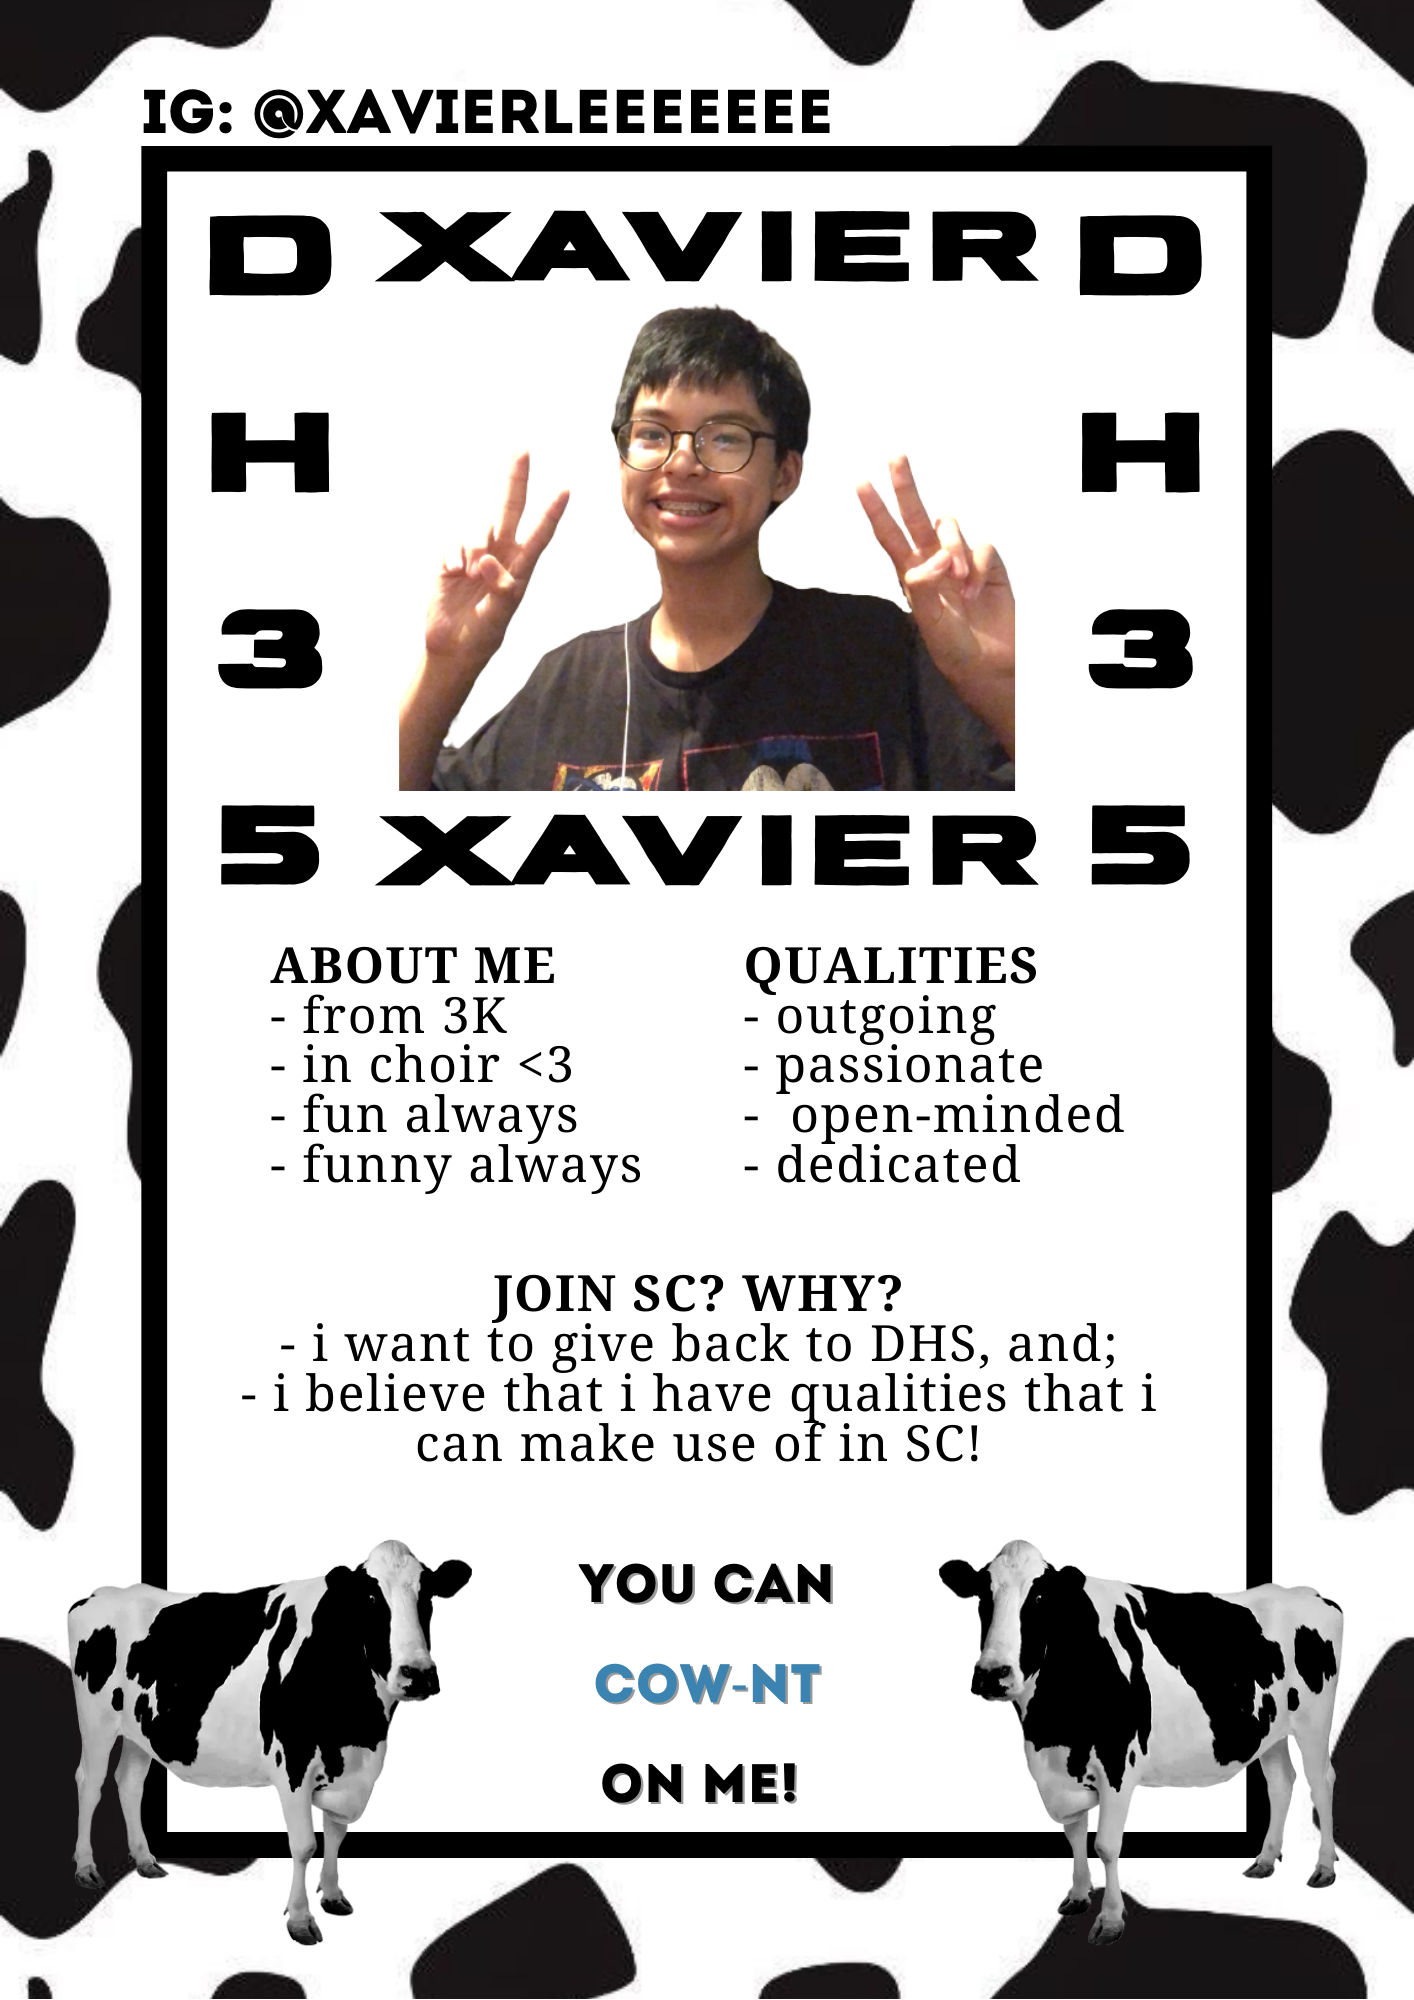 IG: @XAVIERLEEEEEEE
D XAVIER D
H H
3 3
5 XAVIER 5
ABOUT ME
- from 3K
- in choir <3
- fun always
- funny always
QUALITIES
- outgoing
- passionate
- open-minded
- dedicated
JOIN SC? WHY?
- i want to give back to DHS, and;
- i believe that i have qualities that i
can make use of in SC!
YOU CAN
COW-NT
ON ME!